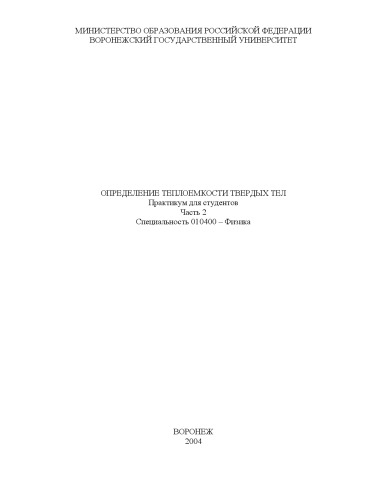 МИНИСТЕРСТВО ОБРАЗОВАНИЯ РОССИЙСКОЙ ФЕДЕРАЦИИ
ВОРОНЕЖСКИЙ ГОСУДАРСТВЕННЫЙ УНИВЕРСИТЕТ
ОПРЕДЕЛЕНИЕ ТЕПЛОЕМКОСТИ ТВЕРДЫХ ТЕЛ
Практикум для студентов
Часть 2
Специальность 010400 – Физика
ВОРОНЕЖ
2004